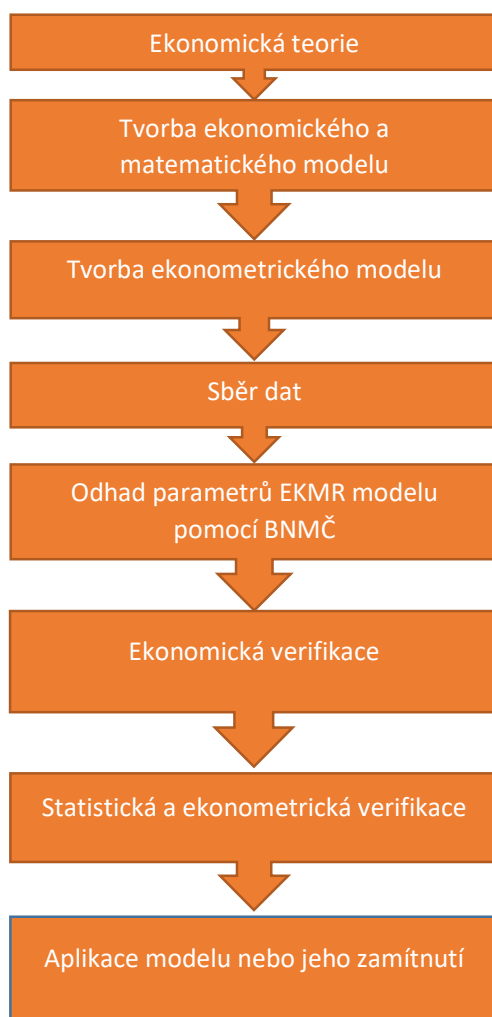 Ekonomická teorie
Tvorba ekonomického a
matematického modelu
Tvorba ekonometrického modelu
Sběr dat
Odhad parametrů EKMR modelu
pomocí BNMČ
Ekonomická verifikace
Statistická a ekonometrická verifikace
Aplikace modelu nebo jeho zamítnutí